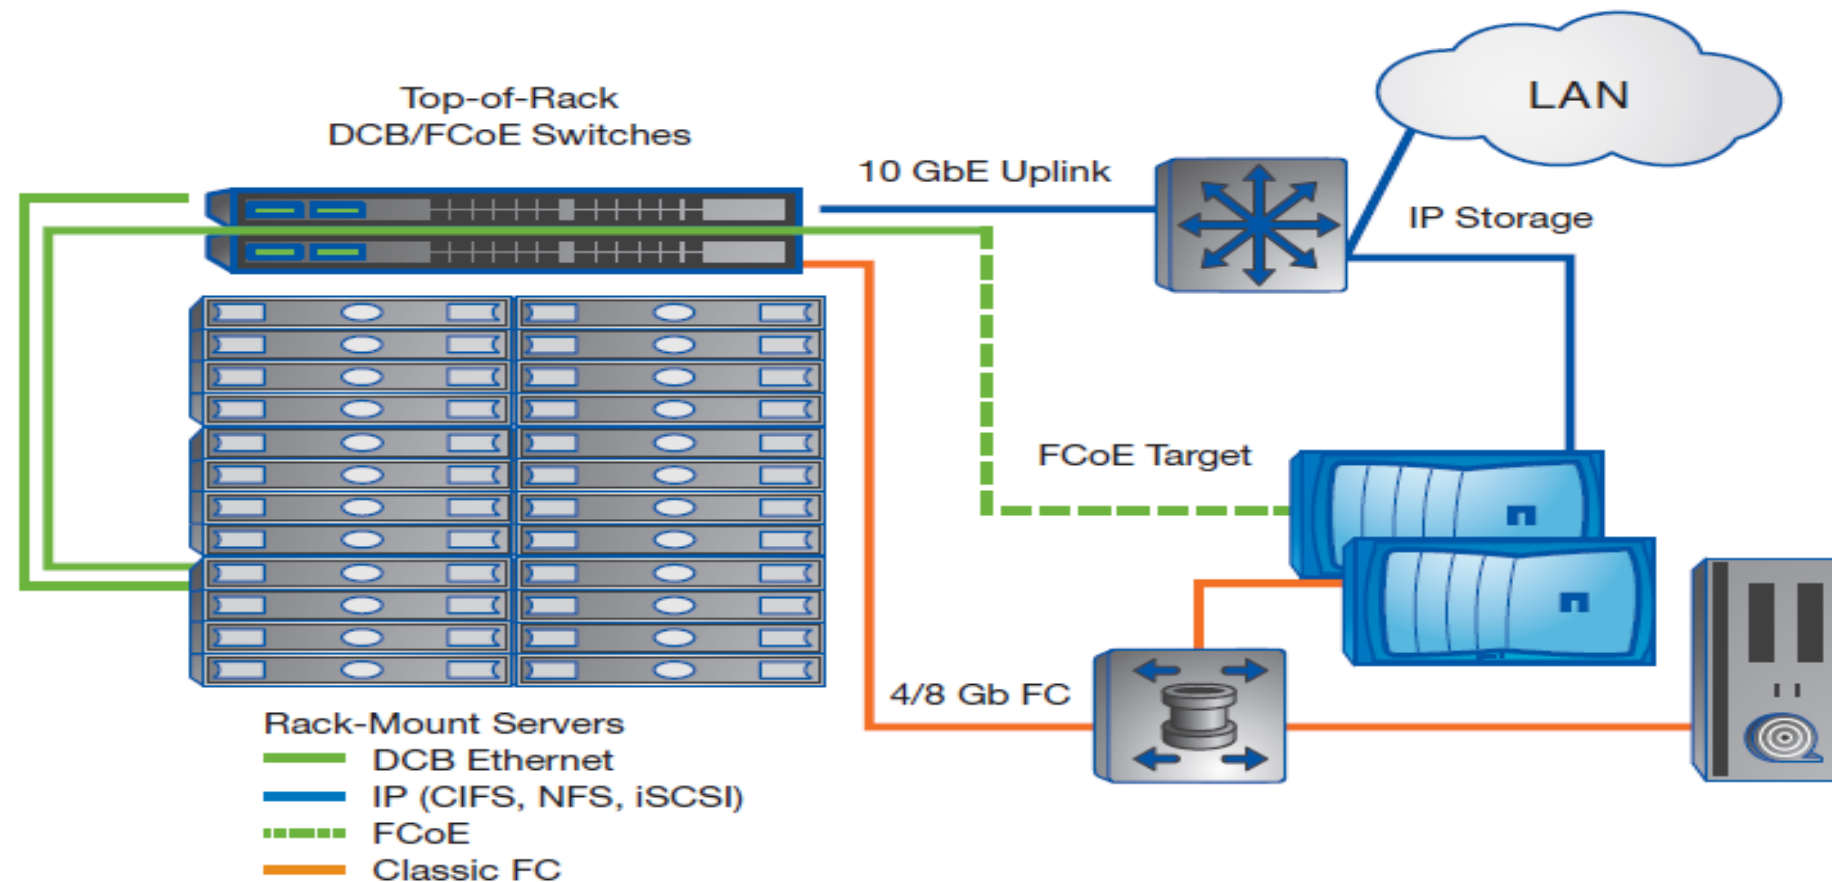 Top-of-Rack
DCB/FCoE Switches
10 GbE Uplink
LAN
IP Storage
FCoE Target
4/8 Gb FC
Rack-Mount Servers
DCB Ethernet
IP (CIFS, NFS, iSCSI)
FCoE
Classic FC